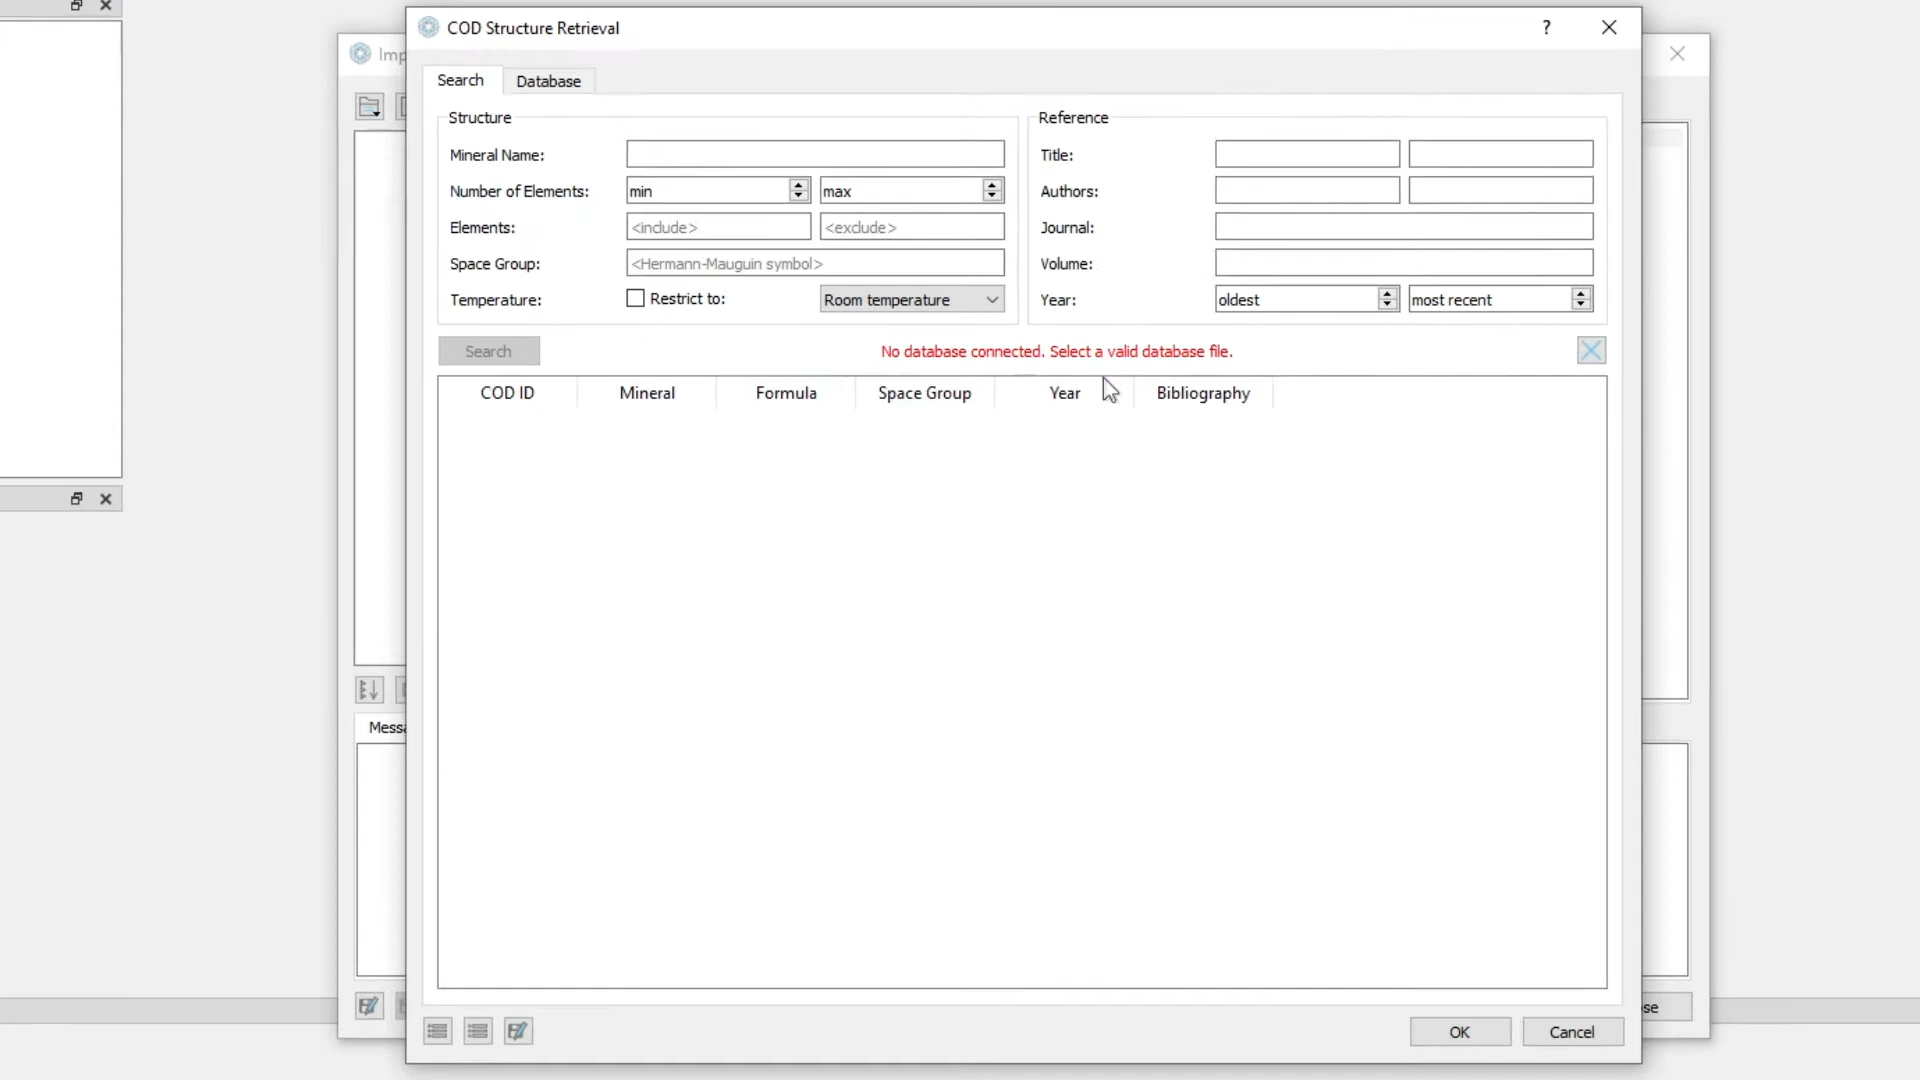 COD Structure Retrieval
?
Imp
Search
Database
Structure
Mineral Name:
Number of Elements:
min
max
Elements:
<include>
<exclude>
Space Group:
<Hermann-Mauguin symbol>
Temperature:
Restrict to:
Room temperature
Reference
Title:
Authors:
Journal:
Volume:
Year:
oldest
most recent
Search
No database connected. Select a valid database file.
COD ID
Mineral
Formula
Space Group
Year
Bibliography
Messa
se
OK
Cancel